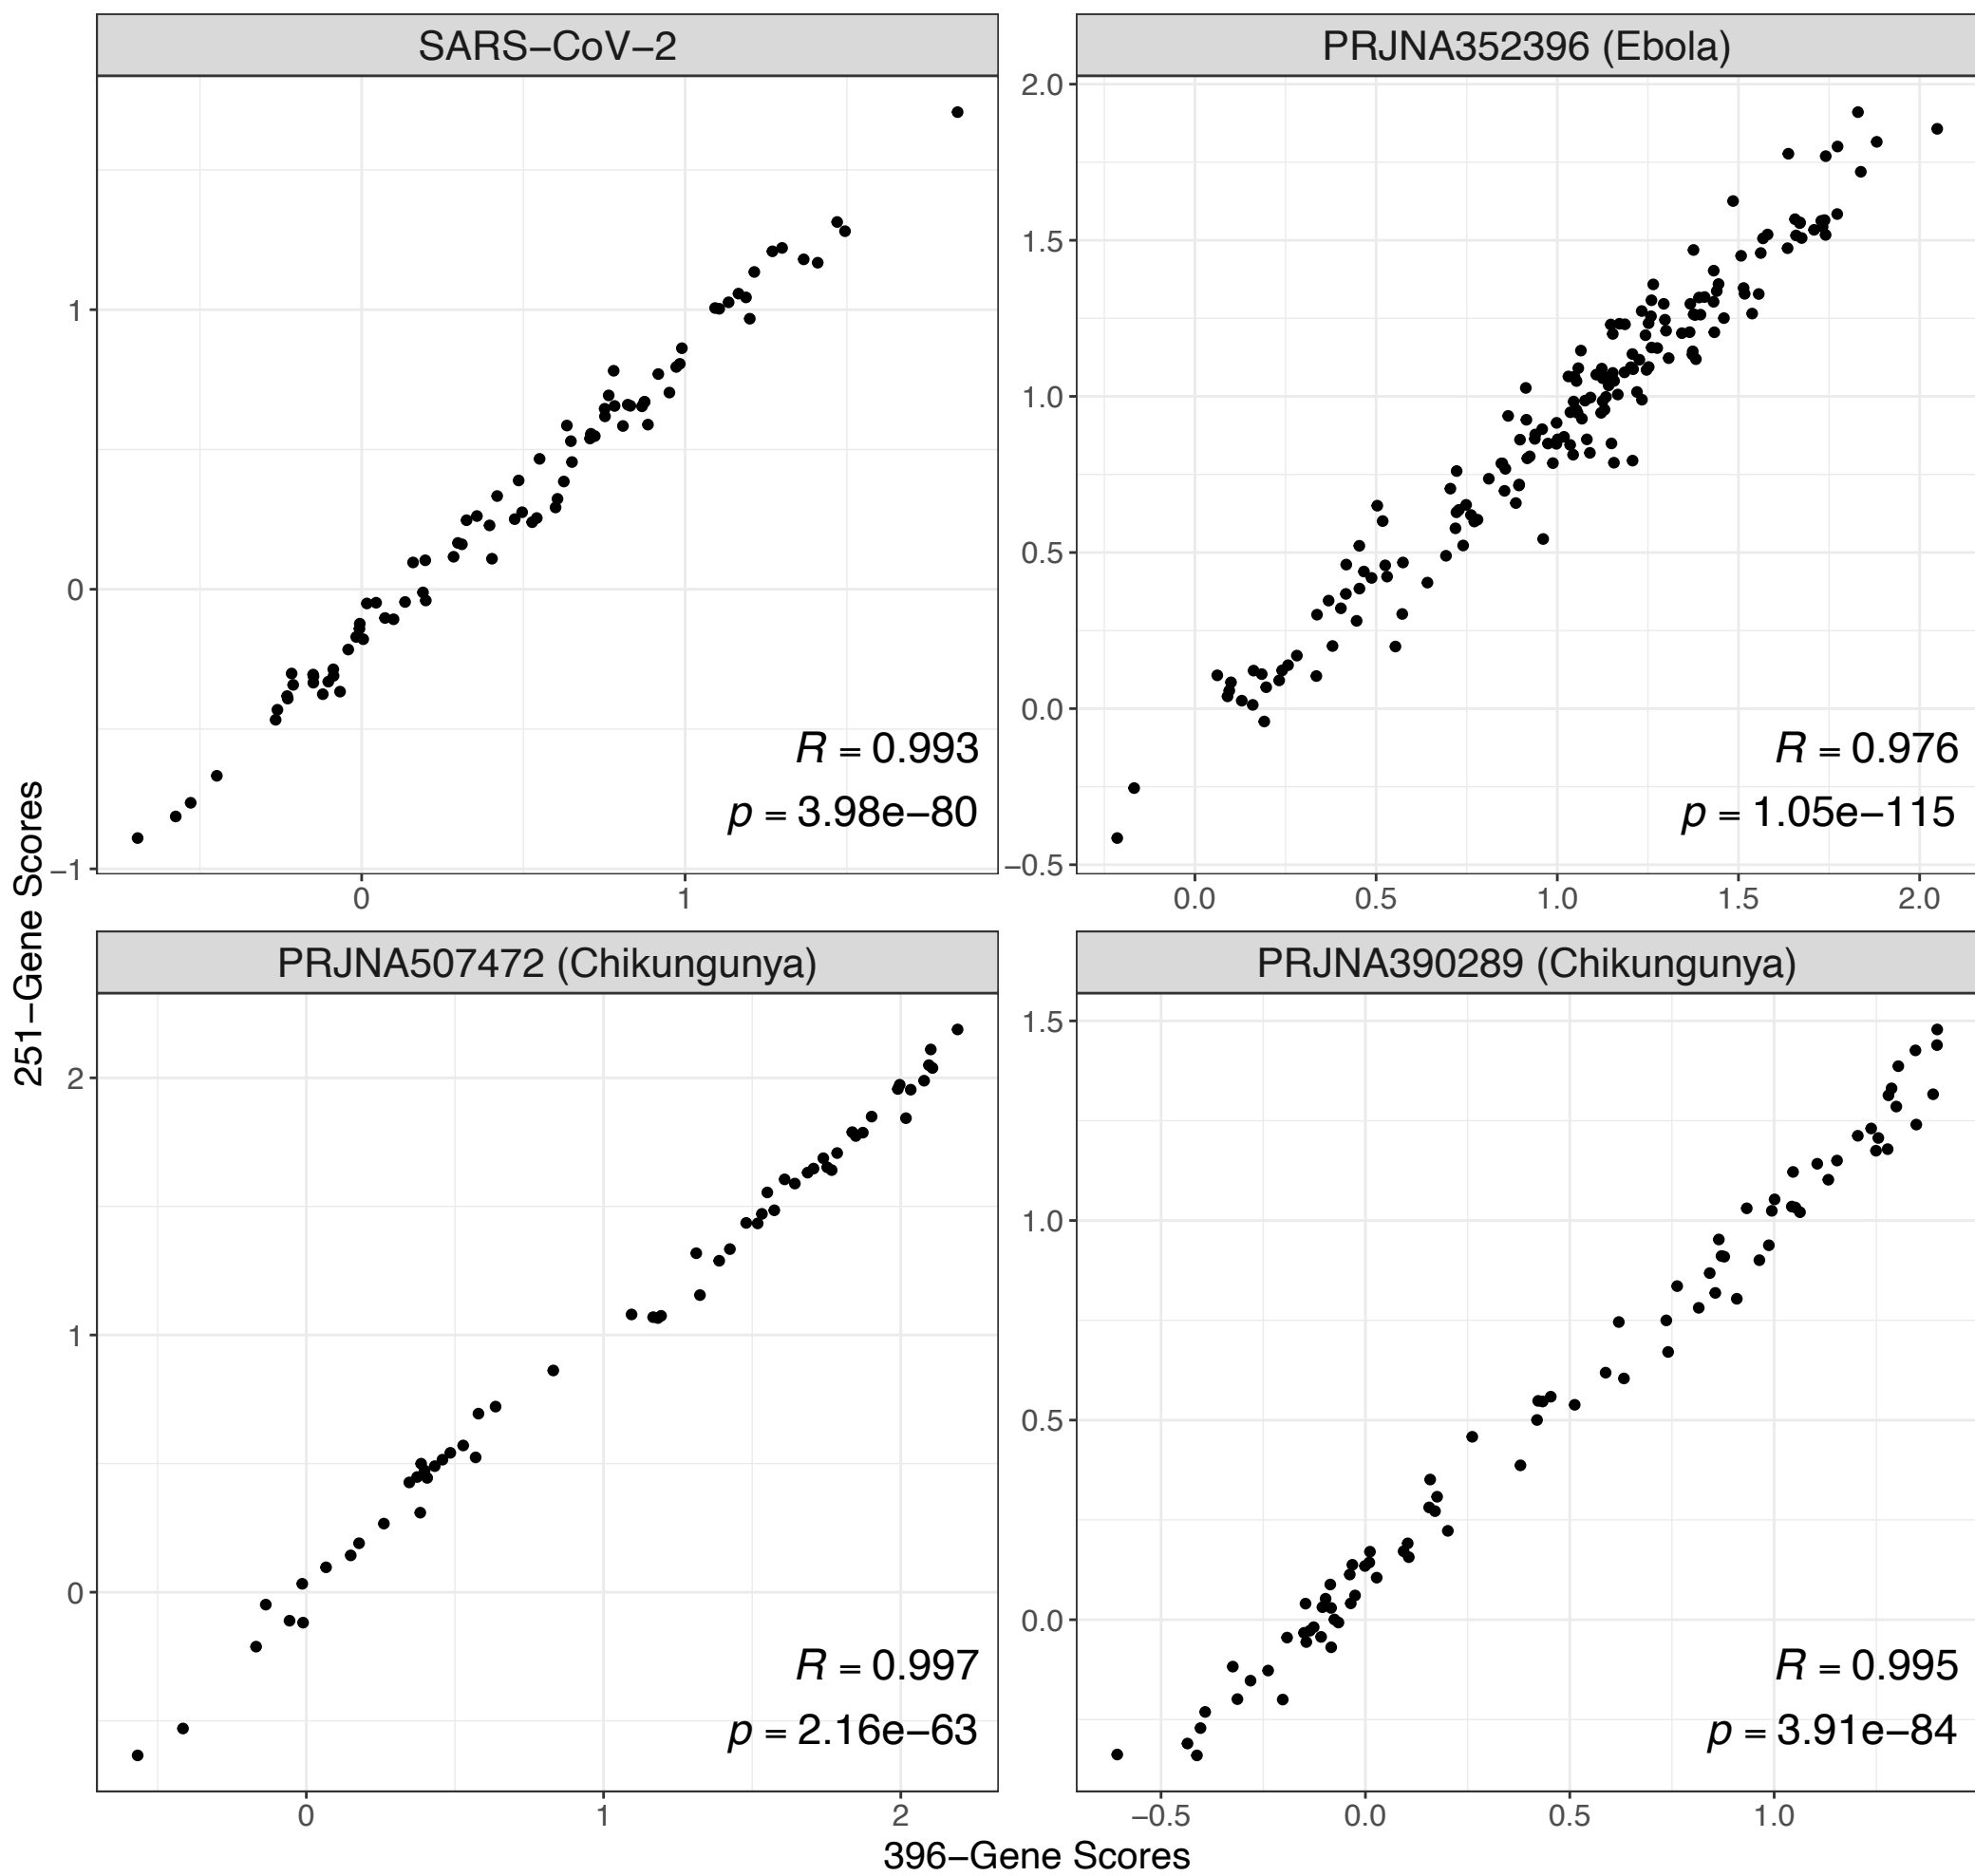 SARS−CoV−2
PRJNA352396 (Ebola)
1
0
−1
R = 0.993
p = 3.98e−80
0 1
2.0
1.5
1.0
0.5
0.0
−0.5
R = 0.976
p = 1.05e−115
0.0 0.5 1.0 1.5 2.0
251−Gene Scores
PRJNA507472 (Chikungunya)
PRJNA390289 (Chikungunya)
2
1
0
R = 0.997
p = 2.16e−63
0 1 2
1.5
1.0
0.5
0.0
R = 0.995
p = 3.91e−84
−0.5 0.0 0.5 1.0
396−Gene Scores